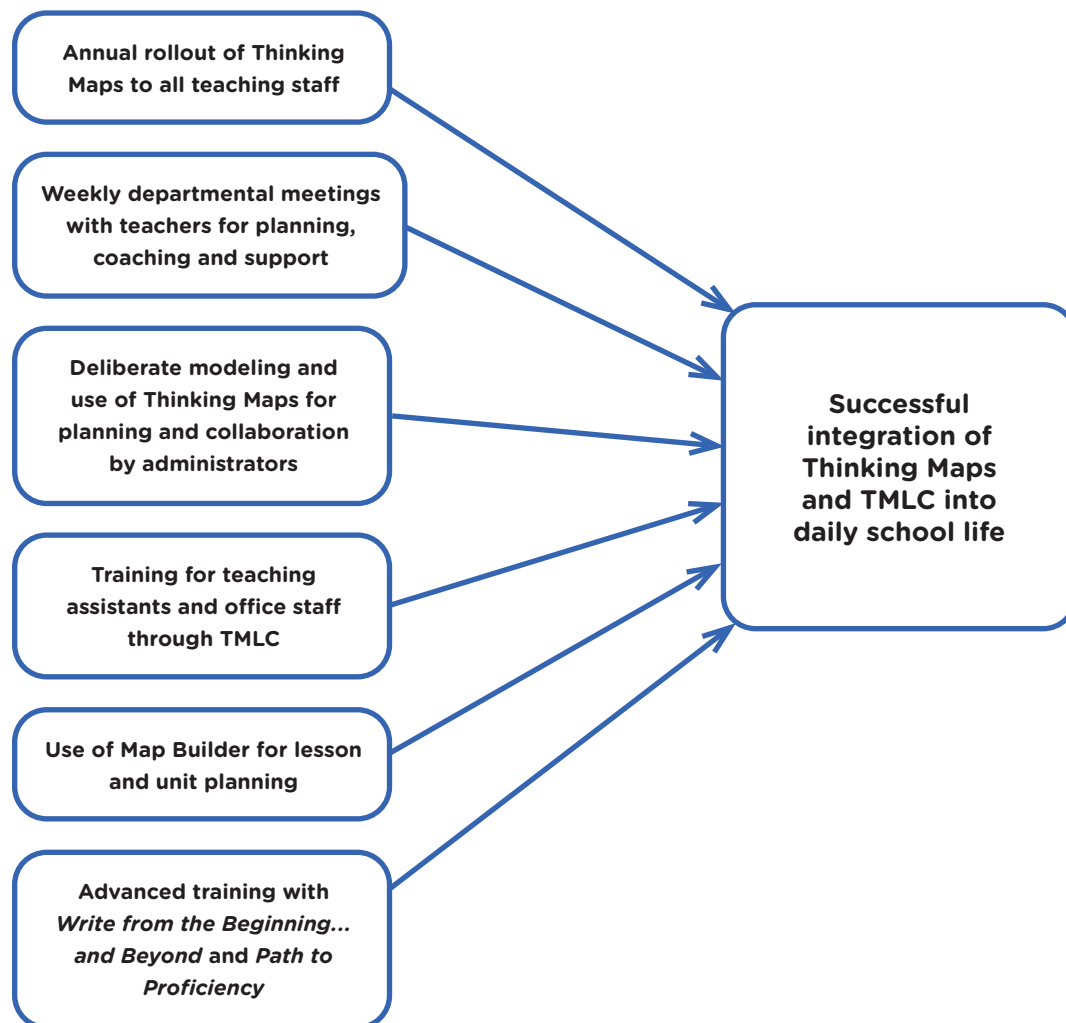 Annual rollout of Thinking
Maps to all teaching staff
Weekly departmental meetings
with teachers for planning,
coaching and support
Deliberate modeling and
use of Thinking Maps for
planning and collaboration
by administrators
Training for teaching
assistants and office staff
through TMLC
Use of Map Builder for lesson
and unit planning
Advanced training with
Write from the Beginning...
and Beyond and Path to
Proficiency
Successful
integration of
Thinking Maps
and TMLC into
daily school life